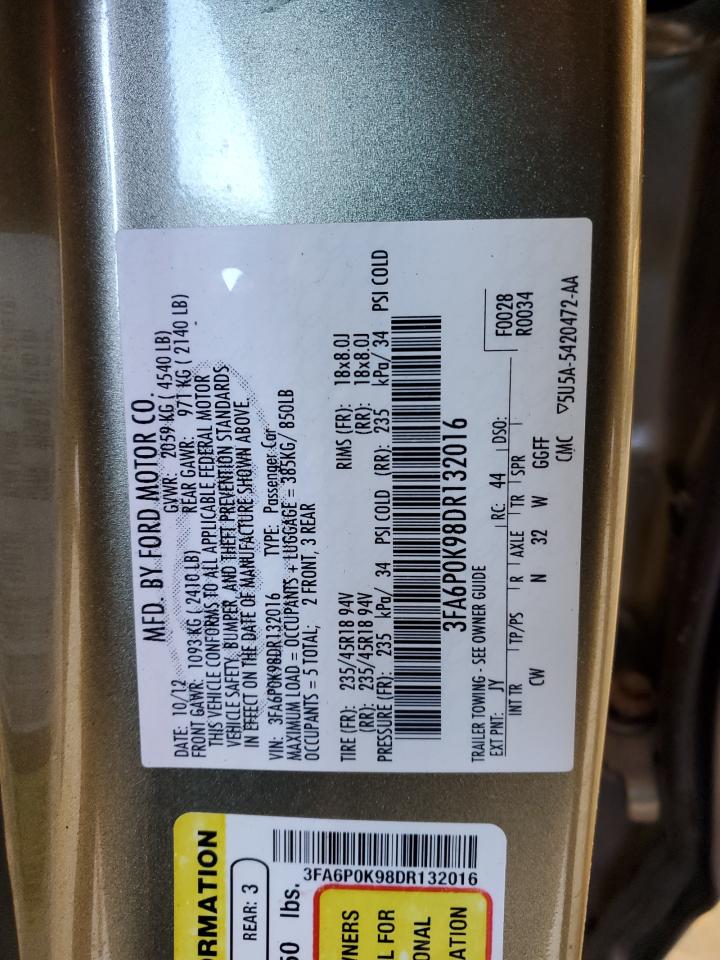 MFD. BY FORD MOTOR CO.
DATE: 10/12 GVWR: 2059 KG ( 4540 LB)
FRONT GAWR: 1093 KG ( 2410 LB) REAR GAWR: 971 KG ( 2140 LB)
THIS VEHICLE CONFORMS TO ALL APPLICABLE FEDERAL MOTOR
VEHICLE SAFETY, BUMPER, AND THEFT PREVENTION STANDARDS
IN EFFECT ON THE DATE OF MANUFACTURE SHOWN ABOVE.
VIN: 3FA6P0K98DR132016 TYPE: Passenger Car
MAXIMUM LOAD = OCCUPANTS + LUGGAGE = 385KG/ 850LB
OCCUPANTS = 5 TOTAL; 2 FRONT, 3 REAR
TIRE (FR): 235/45R18 94V RIMS (FR): 18x8.0J
(RR): 235/45R18 94V (RR): 18x8.0J
PRESSURE (FR): 235 kPa/ 34 PSI COLD (RR): 235 kPa/ 34 PSI COLD
3FA6P0K98DR132016
TRAILER TOWING - SEE OWNER GUIDE
F0028
R0034
EXT PNT: JY RC: 44 DSO:
INT TR TP/PS R AXLE TR SPR
CW N 32 W GGFF
CMC ▽5U5A-5420472-AA
RMATION
REAR: 3
50 lbs.
3FA6P0K98DR132016
NERS
L FOR
ONAL
ATION